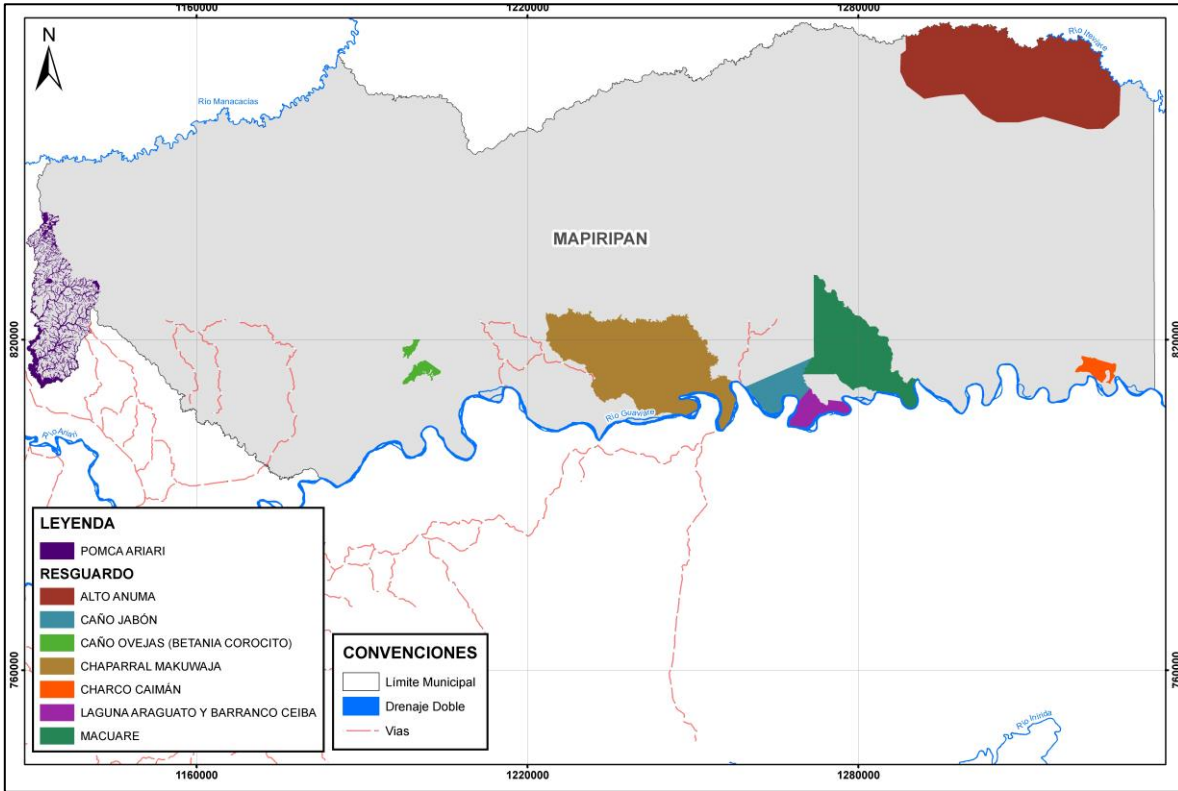 1160000
1220000
1280000
N
Río Iteviare
Río Manacacías
MAPIRIPAN
820000
820000
Río Guaviare
Río Ariari
LEYENDA
POMCA ARIARI
RESGUARDO
ALTO ANUMA
CAÑO JABÓN
CAÑO OVEJAS (BETANIA COROCITO)
CHAPARRAL MAKUWAJA
CHARCO CAIMÁN
LAGUNA ARAGUATO Y BARRANCO CEIBA
MACUARE
CONVENCIONES
Límite Municipal
Drenaje Doble
Vias
760000
760000
Río Inirida
1160000
1220000
1280000